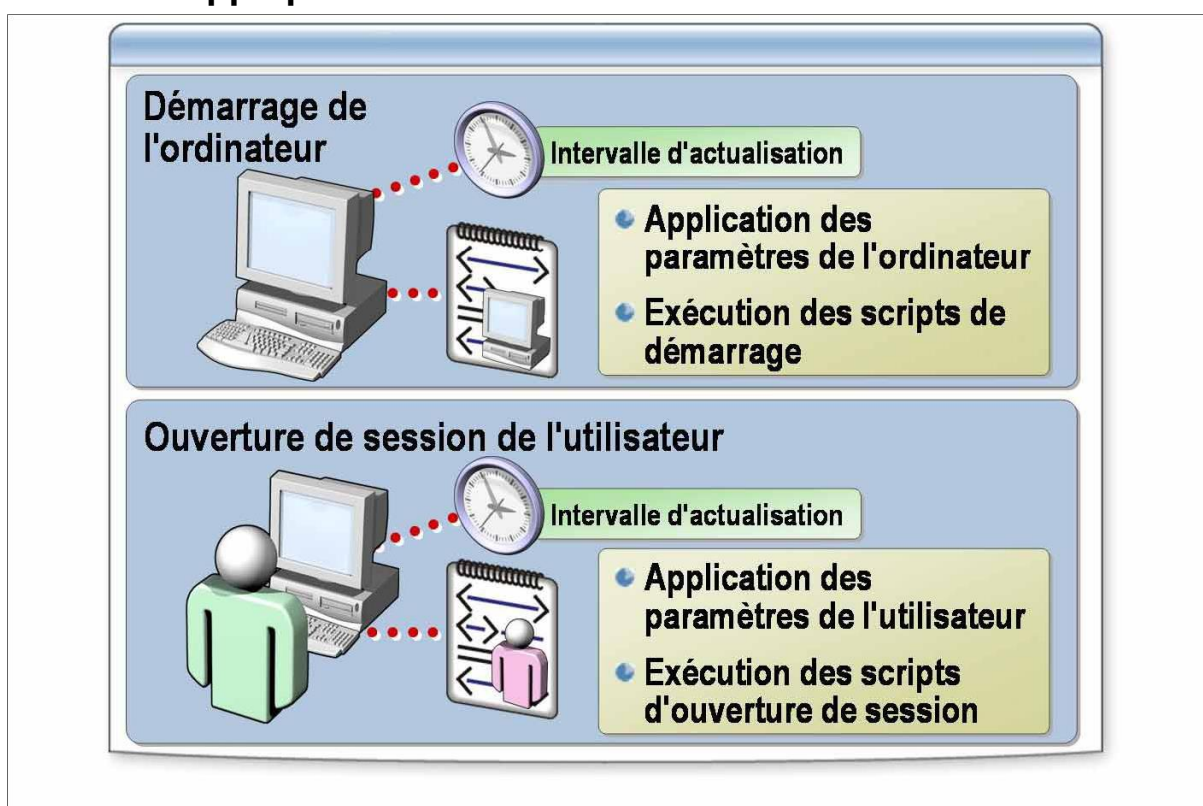 Démarrage de
l'ordinateur
Intervalle d'actualisation
Application des
paramètres de l'ordinateur
Exécution des scripts de
démarrage
Ouverture de session de l'utilisateur
Intervalle d'actualisation
Application des
paramètres de l'utilisateur
Exécution des scripts
d'ouverture de session